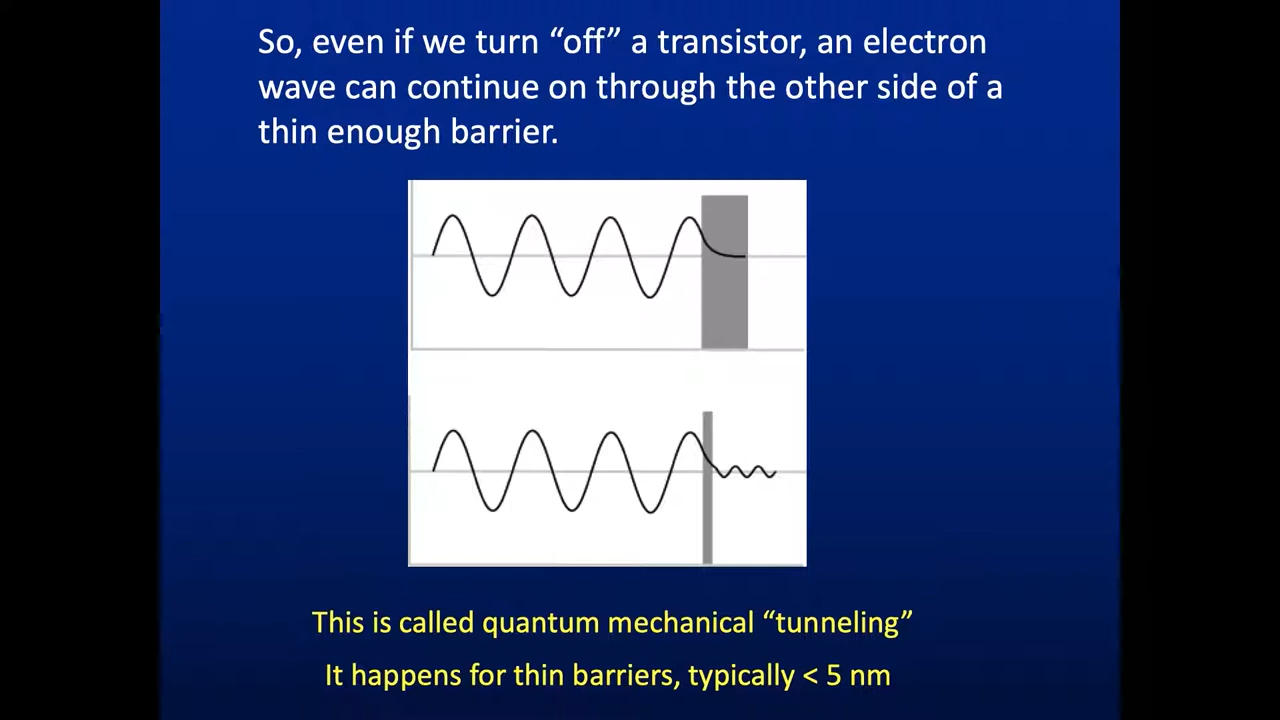 So, even if we turn “off” a transistor, an electron
wave can continue on through the other side of a
thin enough barrier.
This is called quantum mechanical “tunneling”
It happens for thin barriers, typically < 5 nm